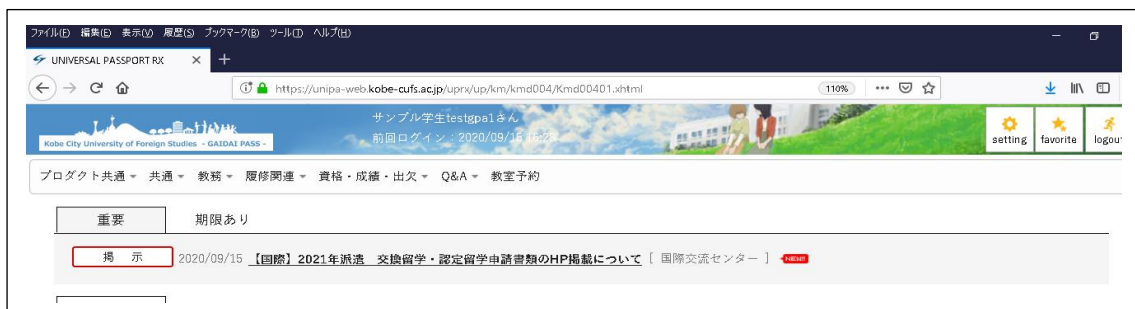 ファイル(F) 編集(E) 表示(V) 履歴(S) ブックマーク(B) ツール(T) ヘルプ(H)
UNIVERSAL PASSPORT RX
https://unipa-web.kobe-cufs.ac.jp/uprx/up/km/kmd004/Kmd00401.xhtml 110%
サンプル学生testgpa1さん
前回ログイン：2020/09/15
Kobe City University of Foreign Studies - GAIDAI PASS -
setting favorite logout
プロダクト共通 共通 教務 履修関連 資格・成績・出欠 Q&A 教室予約
重要 期限あり
掲 示 2020/09/15 【国際】2021年派遣 交換留学・認定留学申請書類のHP掲載について [ 国際交流センター ] NEW!!